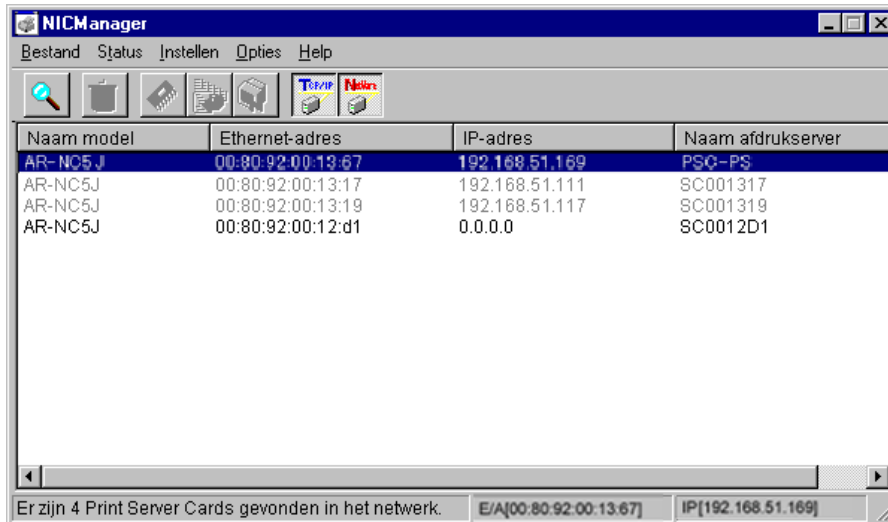 NICManager
Bestand Status Instellen Opties Help
TCP/IP NetWare
Naam model Ethernet-adres IP-adres Naam afdrukserver
AR-NC5J 00:80:92:00:13:67 192.168.51.169 PSC-PS
AR-NC5J 00:80:92:00:13:17 192.168.51.111 SC001317
AR-NC5J 00:80:92:00:13:19 192.168.51.117 SC001319
AR-NC5J 00:80:92:00:12:d1 0.0.0.0 SC0012D1
Er zijn 4 Print Server Cards gevonden in het netwerk. E/A[00:80:92:00:13:67] IP[192.168.51.169]